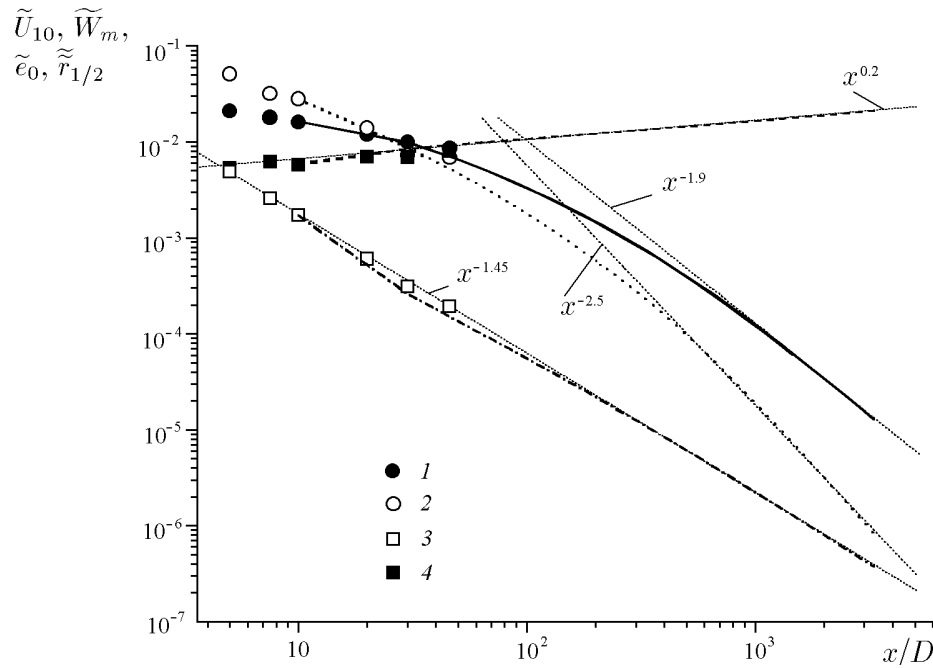 Ũ₁₀, W̃ₘ,
ẽ₀, r̃̃₁/₂
10⁻¹
10⁻²
10⁻³
10⁻⁴
10⁻⁵
10⁻⁶
10⁻⁷
x⁰·²
x⁻¹·⁹
x⁻¹·⁴⁵
x⁻²·⁵
1
2
3
4
10
10²
10³
x/D